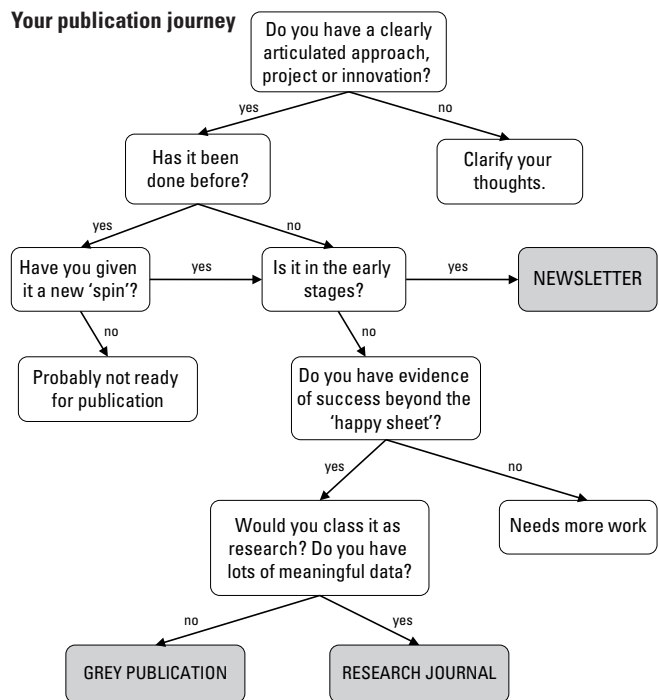 Your publication journey
Do you have a clearly
articulated approach,
project or innovation?
yes
no
Has it been
done before?
Clarify your
thoughts.
yes
no
Have you given
it a new ‘spin’?
yes
Is it in the early
stages?
yes
NEWSLETTER
no
no
Probably not ready
for publication
Do you have evidence
of success beyond the
‘happy sheet’?
yes
no
Would you class it as
research? Do you have
lots of meaningful data?
Needs more work
no
yes
GREY PUBLICATION
RESEARCH JOURNAL